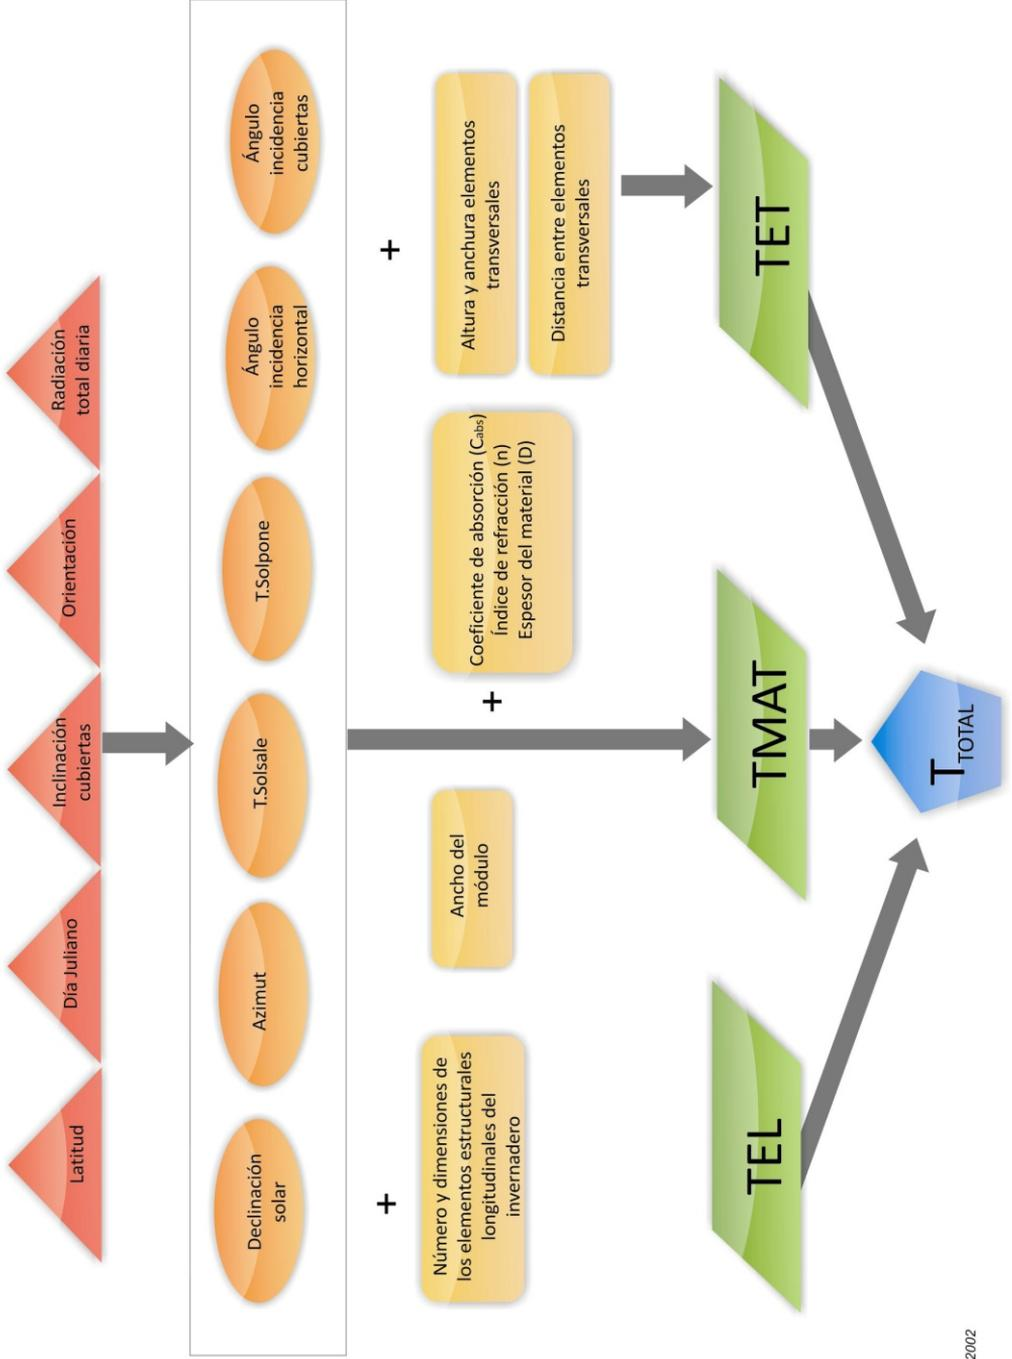 Latitud
Día Juliano
Inclinación
cubiertas
Orientación
Radiación
total diaria
Declinación
solar
Azimut
T.Solsale
T.Solpone
Ángulo
incidencia
horizontal
Ángulo
incidencia
cubiertas
+
+
+
Número y dimensiones de
los elementos estructurales
longitudinales del
invernadero
Ancho del
módulo
Coeficiente de absorción (Cabs)
Índice de refracción (n)
Espesor del material (D)
Altura y anchura elementos
transversales
Distancia entre elementos
transversales
TEL
TMAT
TET
TTOTAL
2002